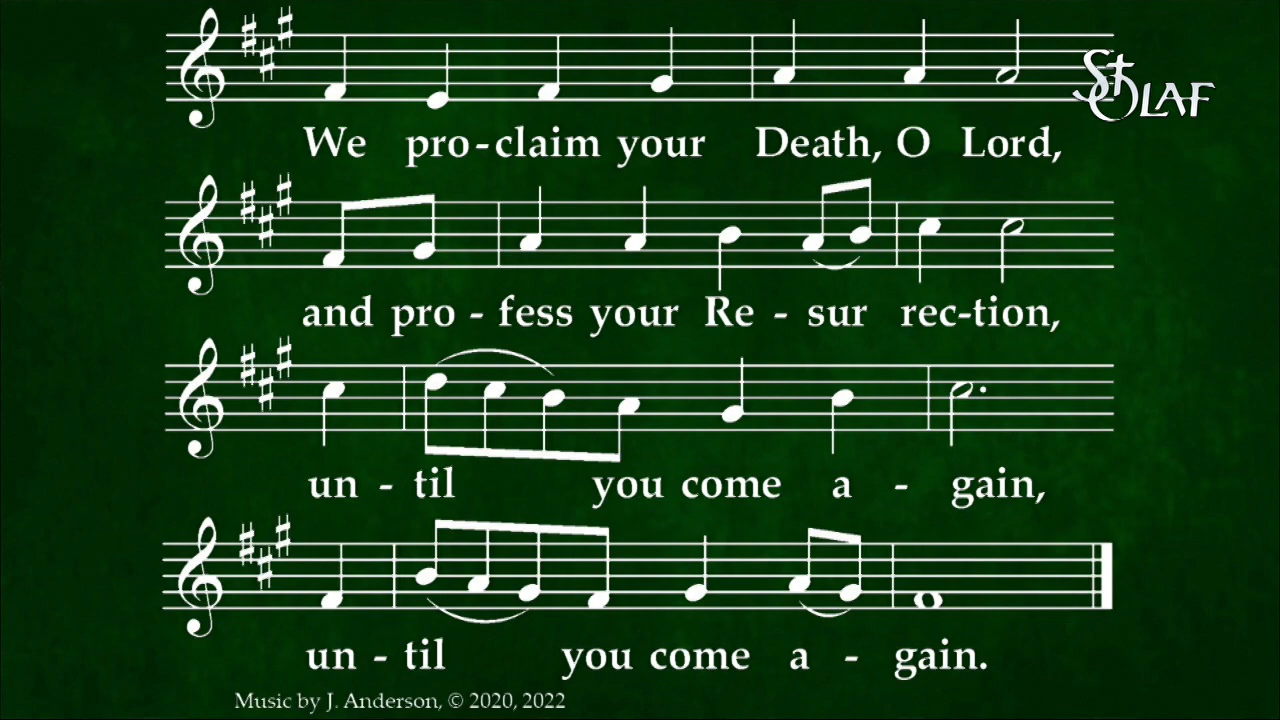 St OLAF
We pro-claim your Death, O Lord,
and pro - fess your Re - sur rec-tion,
un - til you come a - gain,
un - til you come a - gain.
Music by J. Anderson, © 2020, 2022